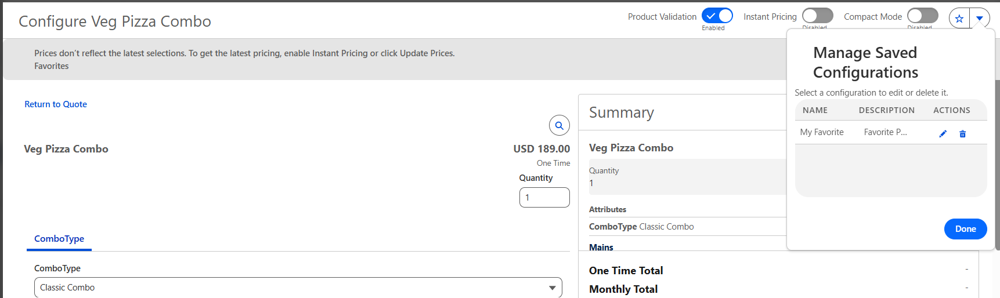 Configure Veg Pizza Combo
Product Validation
Enabled
Instant Pricing
Disabled
Compact Mode
Disabled
Prices don’t reflect the latest selections. To get the latest pricing, enable Instant Pricing or click Update Prices.
Favorites
Return to Quote
Veg Pizza Combo
USD 189.00
One Time
Quantity
1
ComboType
ComboType
Classic Combo
Summary
Veg Pizza Combo
Quantity
1
Attributes
ComboType Classic Combo
Mains
One Time Total -
Monthly Total -
Manage Saved
Configurations
Select a configuration to edit or delete it.
NAME DESCRIPTION ACTIONS
My Favorite Favorite P...
Done